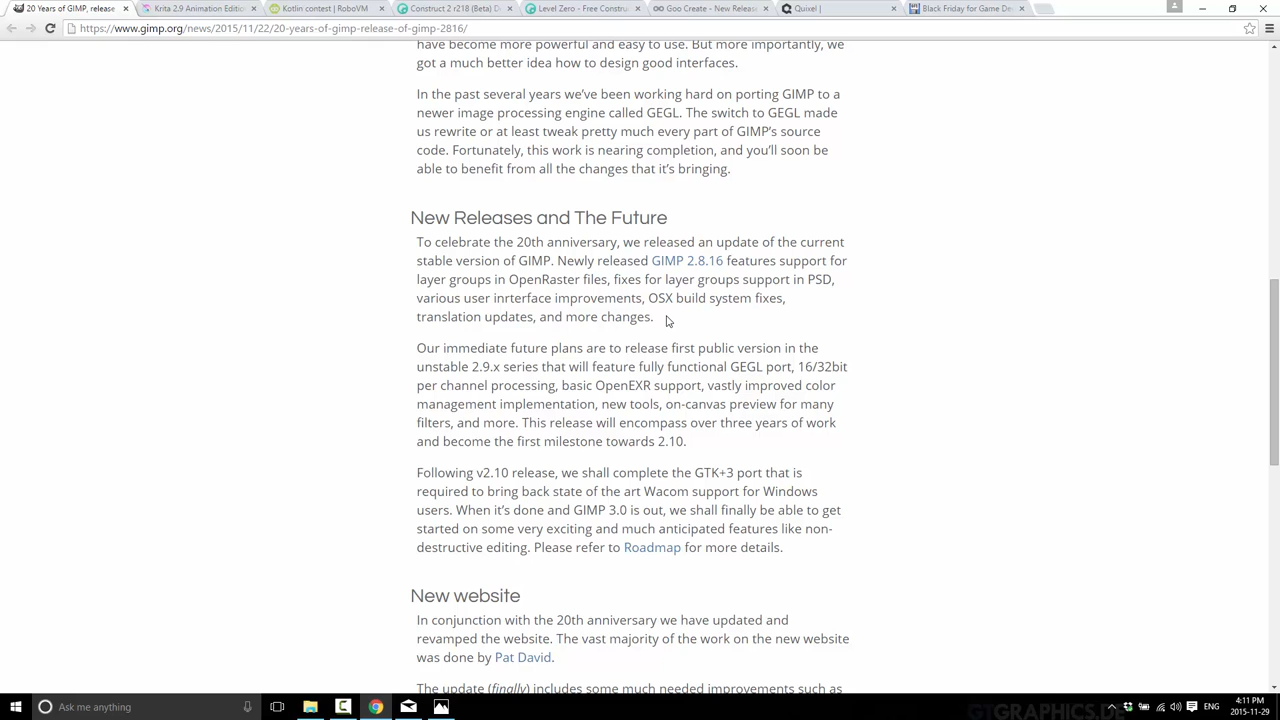 20 Years of GIMP, release
Krita 2.9 Animation Editio
Kotlin contest | RoboVM
Construct 2 r218 (Beta) D
Level Zero - Free Constru
Goo Create - New Releas
Quixel |
Black Friday for Game De
https://www.gimp.org/news/2015/11/22/20-years-of-gimp-release-of-gimp-2816/
have become more powerful and easy to use. But more importantly, we
got a much better idea how to design good interfaces.
In the past several years we've been working hard on porting GIMP to a
newer image processing engine called GEGL. The switch to GEGL made
us rewrite or at least tweak pretty much every part of GIMP's source
code. Fortunately, this work is nearing completion, and you'll soon be
able to benefit from all the changes that it's bringing.
New Releases and The Future
To celebrate the 20th anniversary, we released an update of the current
stable version of GIMP. Newly released GIMP 2.8.16 features support for
layer groups in OpenRaster files, fixes for layer groups support in PSD,
various user inrterface improvements, OSX build system fixes,
translation updates, and more changes.
Our immediate future plans are to release first public version in the
unstable 2.9.x series that will feature fully functional GEGL port, 16/32bit
per channel processing, basic OpenEXR support, vastly improved color
management implementation, new tools, on-canvas preview for many
filters, and more. This release will encompass over three years of work
and become the first milestone towards 2.10.
Following v2.10 release, we shall complete the GTK+3 port that is
required to bring back state of the art Wacom support for Windows
users. When it's done and GIMP 3.0 is out, we shall finally be able to get
started on some very exciting and much anticipated features like non-
destructive editing. Please refer to Roadmap for more details.
New website
In conjunction with the 20th anniversary we have updated and
revamped the website. The vast majority of the work on the new website
was done by Pat David.
The update (finally) includes some much needed improvements such as
Ask me anything
ENG
4:11 PM
2015-11-29
GTGRAPHICS.DE